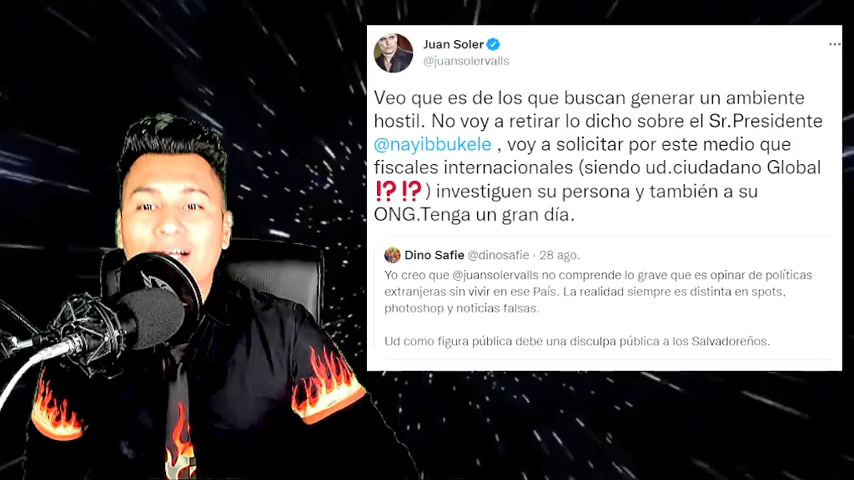 Juan Soler
@juansolervalls
Veo que es de los que buscan generar un ambiente
hostil. No voy a retirar lo dicho sobre el Sr.Presidente
@nayibbukele , voy a solicitar por este medio que
fiscales internacionales (siendo ud.ciudadano Global
⁉️⁉️) investiguen su persona y también a su
ONG.Tenga un gran día.
Dino Safie @dinosafie · 28 ago.
Yo creo que @juansolervalls no comprende lo grave que es opinar de políticas
extranjeras sin vivir en ese País. La realidad siempre es distinta en spots,
photoshop y noticias falsas.
Ud como figura pública debe una disculpa pública a los Salvadoreños.